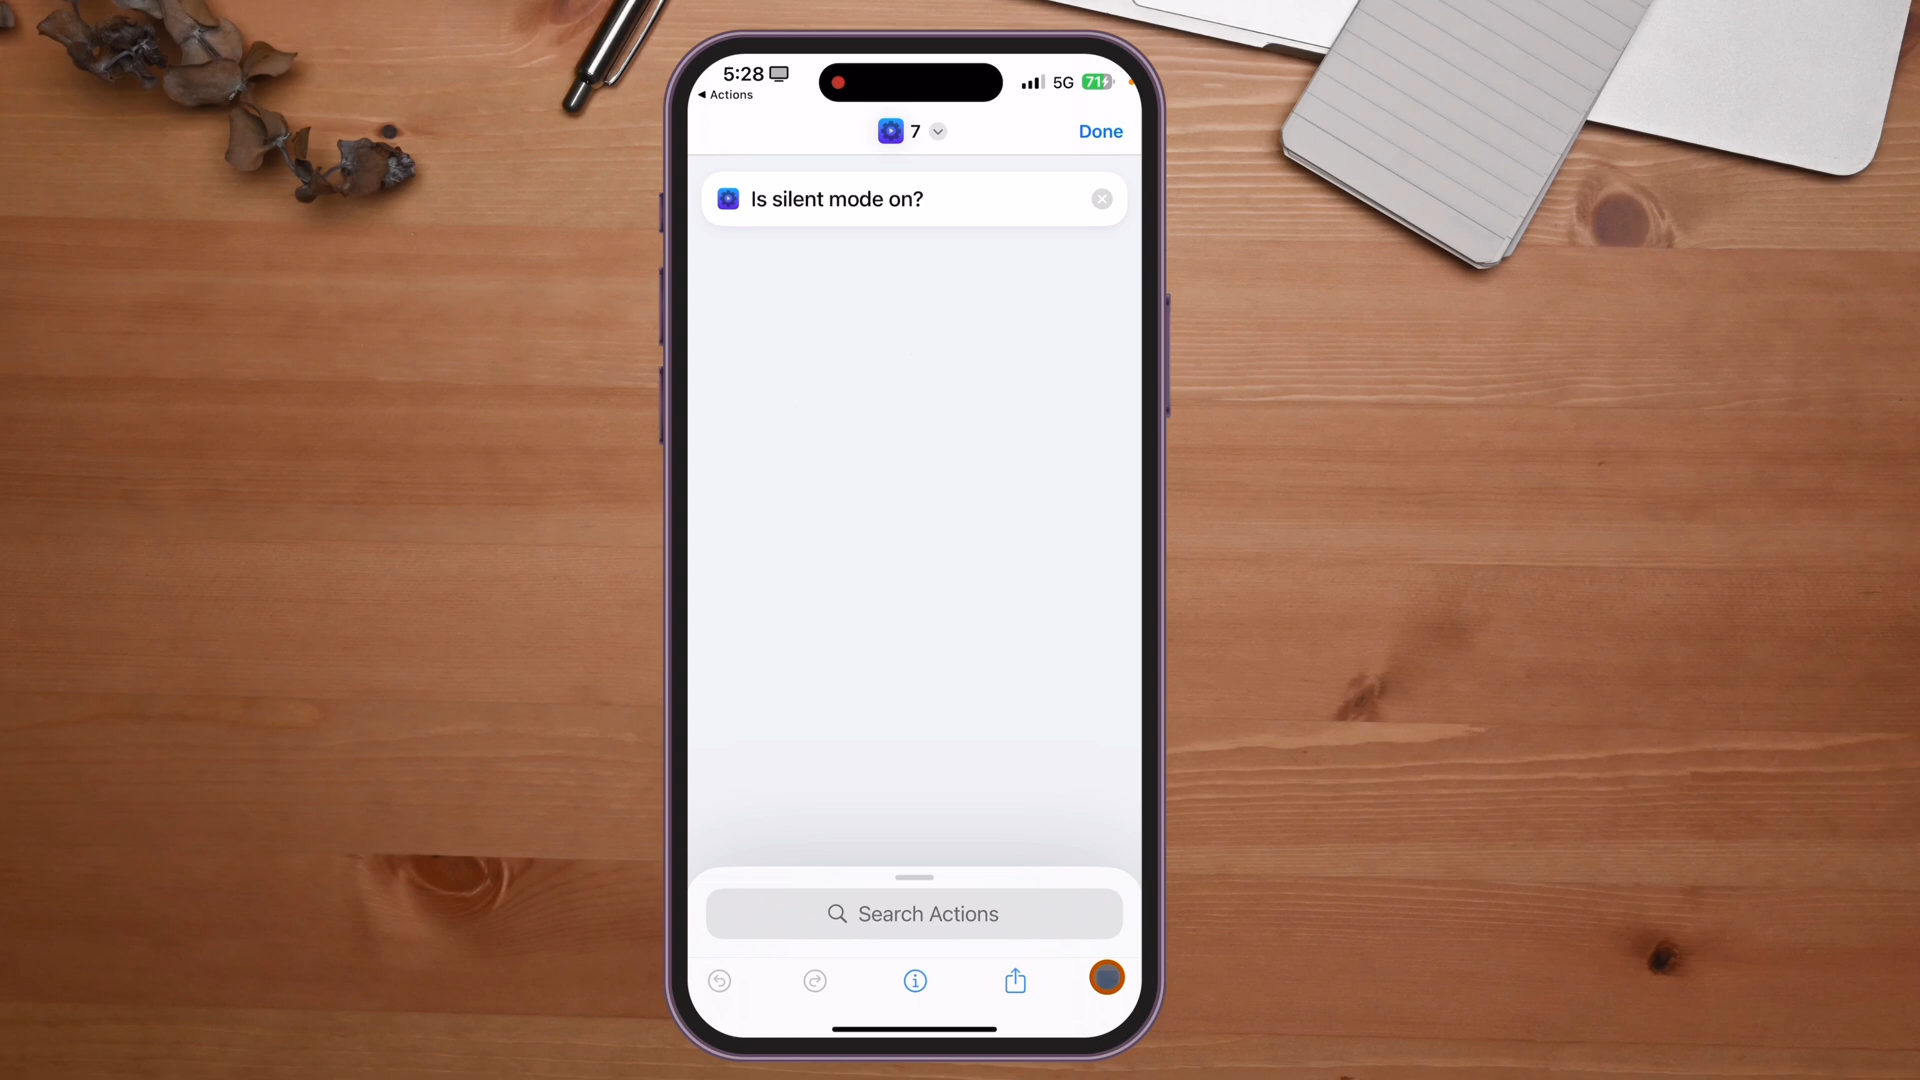 5:28
5G
71
Actions
7
Done
Is silent mode on?
Search Actions